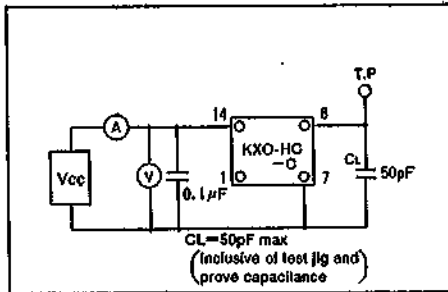 T.P
A
14
8
KXO-HG
-C
Vcc
V
0.1µF
1
7
CL
50pF
CL=50pF max
(inclusive of test jig and
prove capacitance)